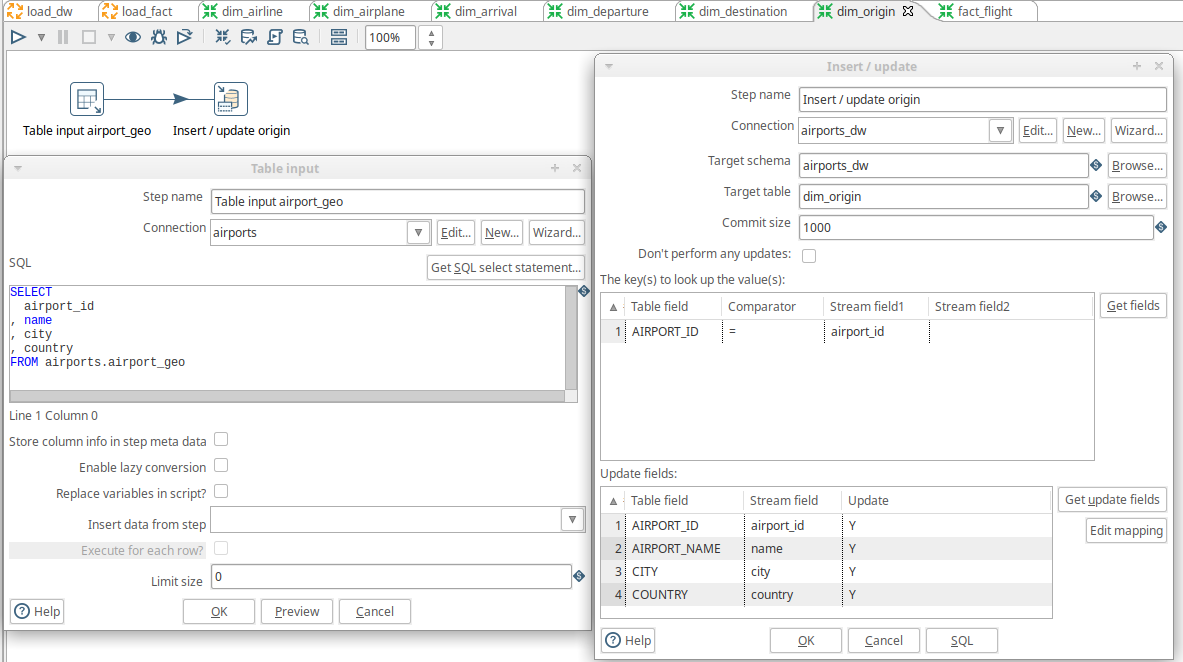 load_dw load_fact dim_airline dim_airplane dim_arrival dim_departure dim_destination dim_origin fact_flight
100%
Table input airport_geo Insert / update origin
Table input
Step name Table input airport_geo
Connection airports Edit... New... Wizard...
SQL Get SQL select statement...
SELECT
airport_id
, name
, city
, country
FROM airports.airport_geo
Line 1 Column 0
Store column info in step meta data
Enable lazy conversion
Replace variables in script?
Insert data from step
Execute for each row?
Limit size 0
Help OK Preview Cancel
Insert / update
Step name Insert / update origin
Connection airports_dw Edit... New... Wizard...
Target schema airports_dw Browse...
Target table dim_origin Browse...
Commit size 1000
Don't perform any updates:
The key(s) to look up the value(s):
Table field Comparator Stream field1 Stream field2 Get fields
1 AIRPORT_ID = airport_id
Update fields:
Table field Stream field Update Get update fields
1 AIRPORT_ID airport_id Y Edit mapping
2 AIRPORT_NAME name Y
3 CITY city Y
4 COUNTRY country Y
Help OK Cancel SQL